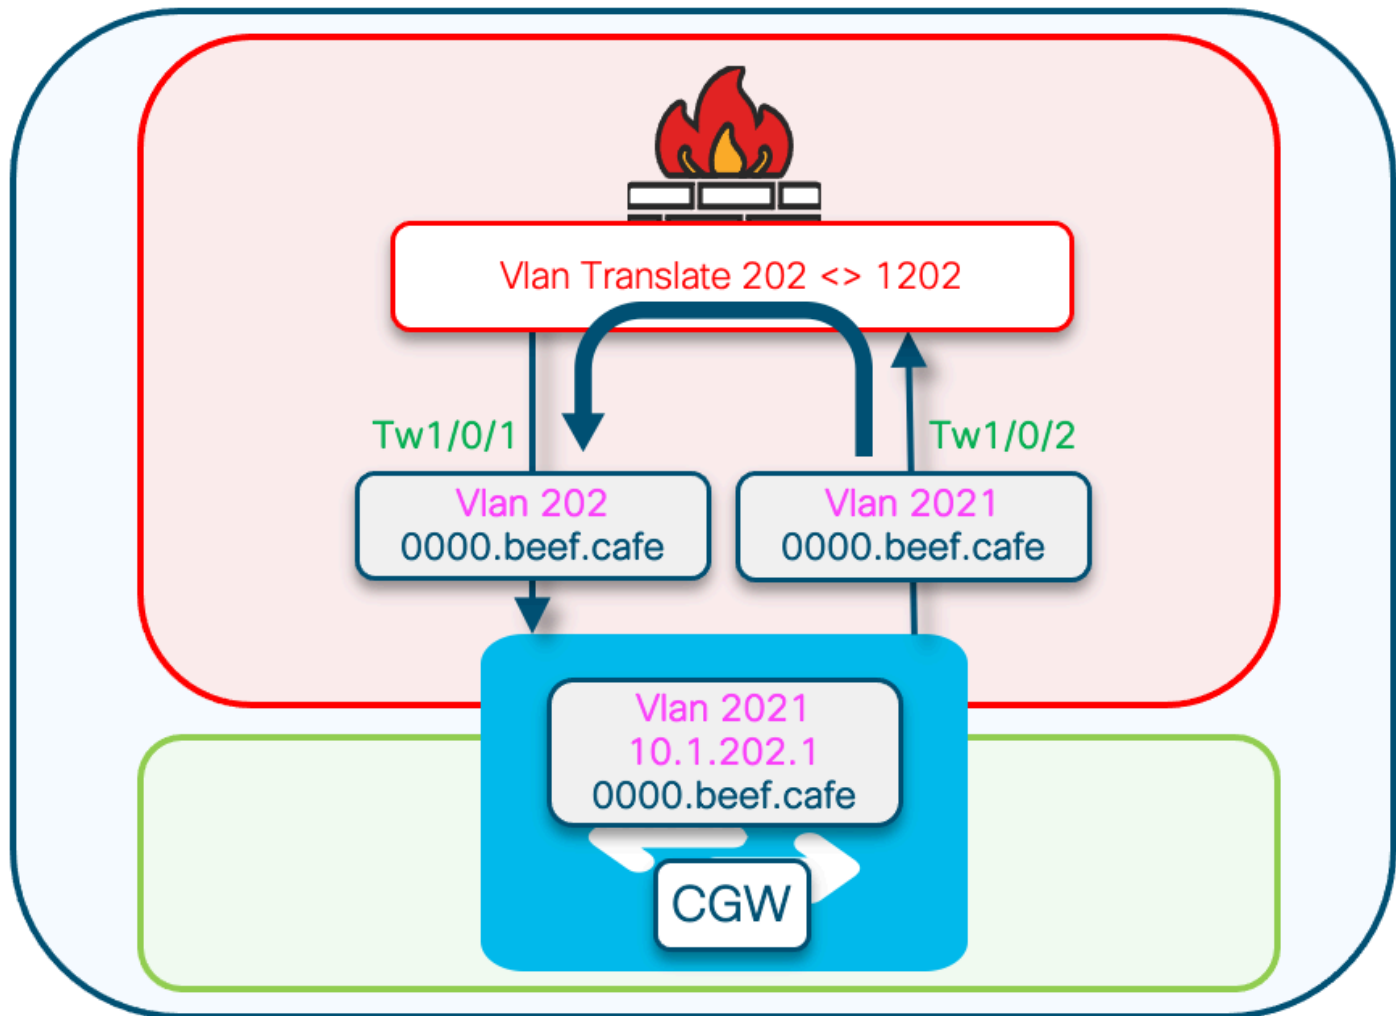 Vlan Translate 202 <> 1202
Tw1/0/1
Tw1/0/2
Vlan 202
0000.beef.cafe
Vlan 2021
0000.beef.cafe
Vlan 2021
10.1.202.1
0000.beef.cafe
CGW